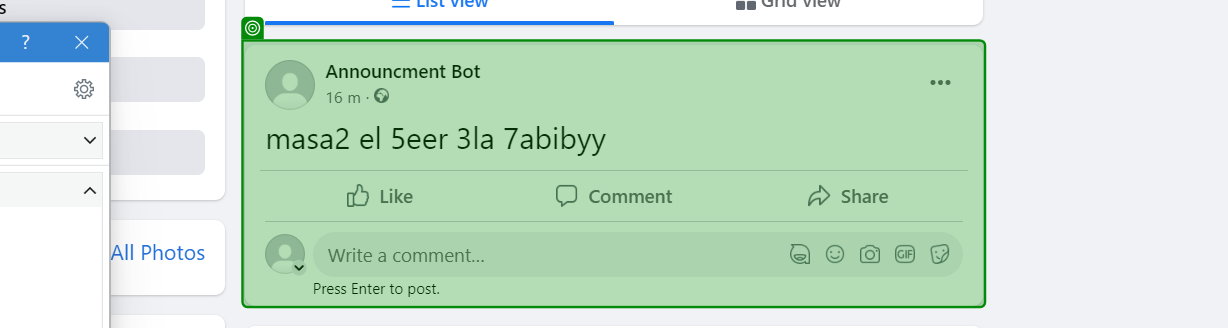 s
List view
Grid view
?
Announcment Bot
16 m ·
masa2 el 5eer 3la 7abibyy
Like
Comment
Share
All Photos
Write a comment...
GIF
Press Enter to post.